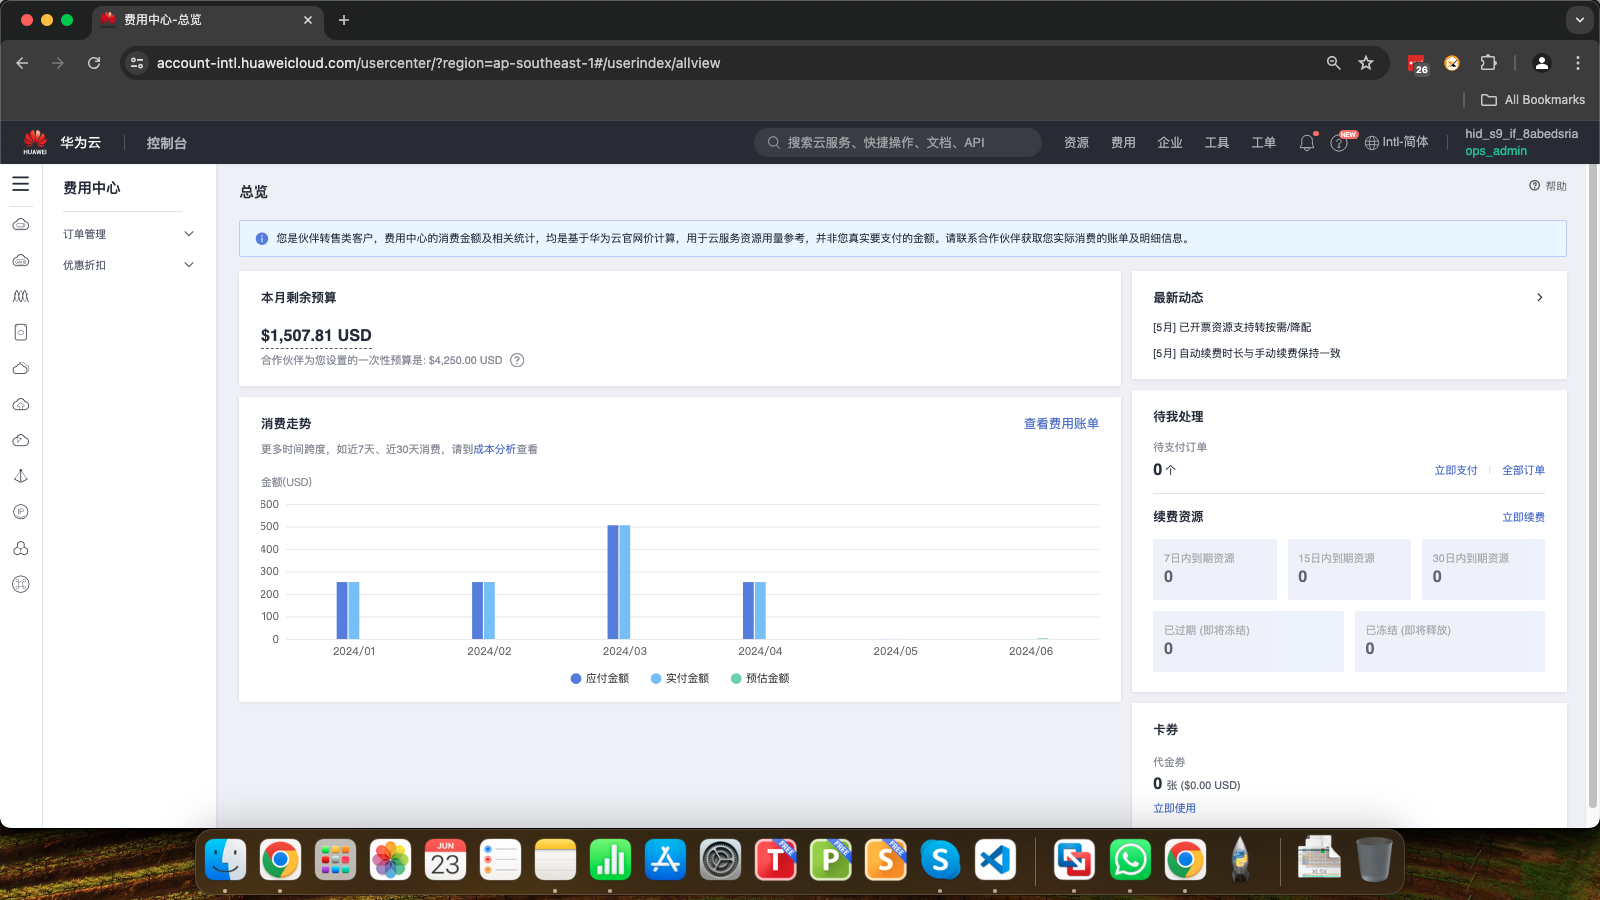 费用中心-总览
account-intl.huaweicloud.com/usercenter/?region=ap-southeast-1#/userindex/allview
26
All Bookmarks
HUAWEI
华为云
控制台
搜索云服务、快捷操作、文档、API
资源
费用
企业
工具
工单
NEW
Intl-简体
hid_s9_if_8abedsria
ops_admin
费用中心
订单管理
优惠折扣
IP
总览
帮助
您是伙伴转售类客户，费用中心的消费金额及相关统计，均是基于华为云官网价计算，用于云服务资源用量参考，并非您真实要支付的金额。请联系合作伙伴获取您实际消费的账单及明细信息。
本月剩余预算
$1,507.81 USD
合作伙伴为您设置的一次性预算是: $4,250.00 USD
消费走势
查看费用账单
更多时间跨度，如近7天、近30天消费，请到成本分析查看
金额(USD)
600
500
400
300
200
100
0
2024/01
2024/02
2024/03
2024/04
2024/05
2024/06
应付金额
实付金额
预估金额
最新动态
[5月] 已开票资源支持转按需/降配
[5月] 自动续费时长与手动续费保持一致
待我处理
待支付订单
0 个
立即支付
全部订单
续费资源
立即续费
7日内到期资源
0
15日内到期资源
0
30日内到期资源
0
已过期 (即将冻结)
0
已冻结 (即将释放)
0
卡券
代金券
0 张 ($0.00 USD)
立即使用
JUN
23
T
FREE
P
FREE
S
FREE
S
XLSX